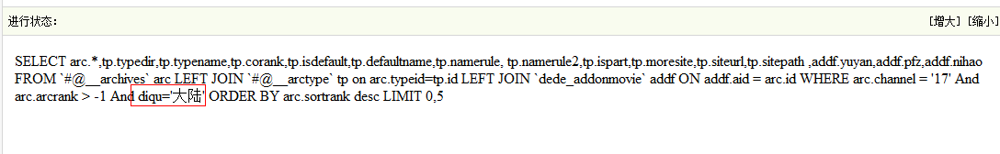 进行状态： [增大] [缩小]
SELECT arc.*,tp.typedir,tp.typename,tp.corank,tp.isdefault,tp.defaultname,tp.namerule, tp.namerule2,tp.ispart,tp.moresite,tp.siteurl,tp.sitepath ,addf.yuyan,addf.pfz,addf.nihao
FROM `#@__archives` arc LEFT JOIN `#@__arctype` tp on arc.typeid=tp.id LEFT JOIN `dede_addonmovie` addf ON addf.aid = arc.id WHERE arc.channel = '17' And
arc.arcrank > -1 And diqu='大陆' ORDER BY arc.sortrank desc LIMIT 0,5